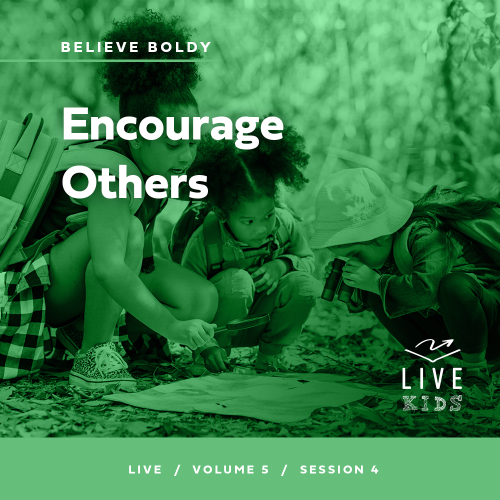 BELIEVE BOLDY
Encourage
Others
LIVE
KIDS
LIVE / VOLUME 5 / SESSION 4